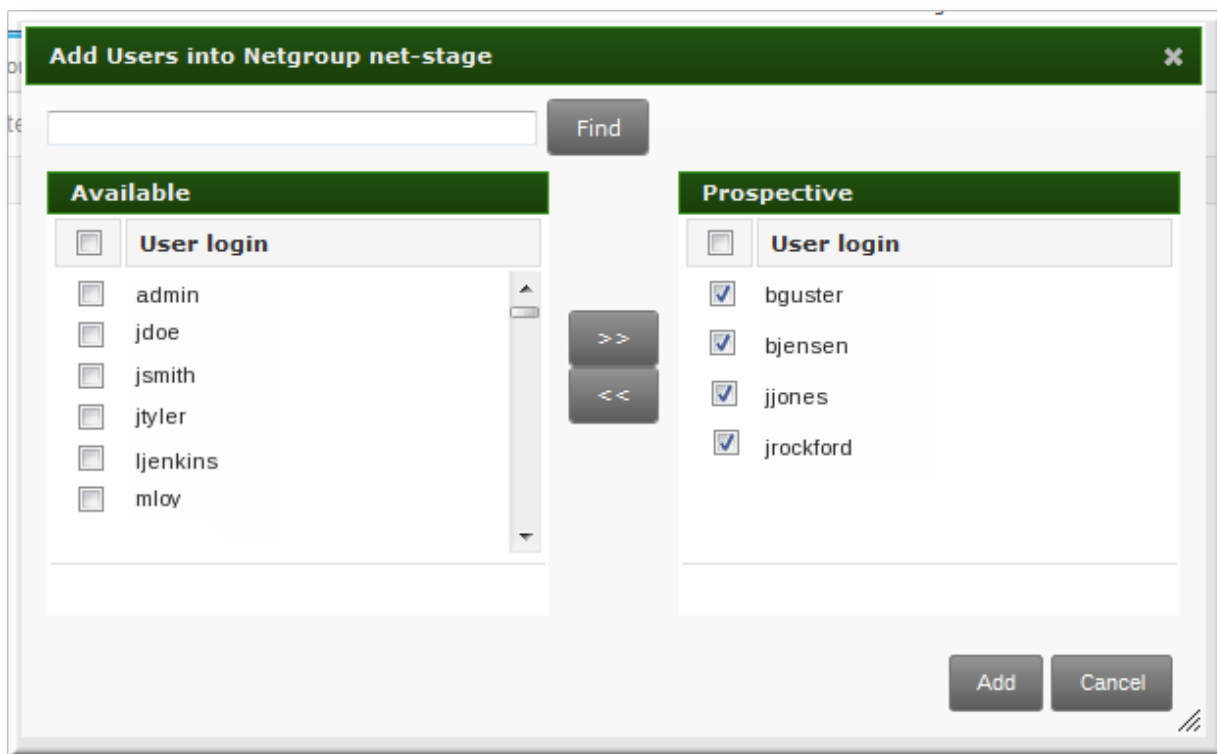 Add Users into Netgroup net-stage
Find
Available
User login
admin
jdoe
jsmith
jtyler
ljenkins
mloy
>>
<<
Prospective
User login
bguster
bjensen
jjones
jrockford
Add
Cancel